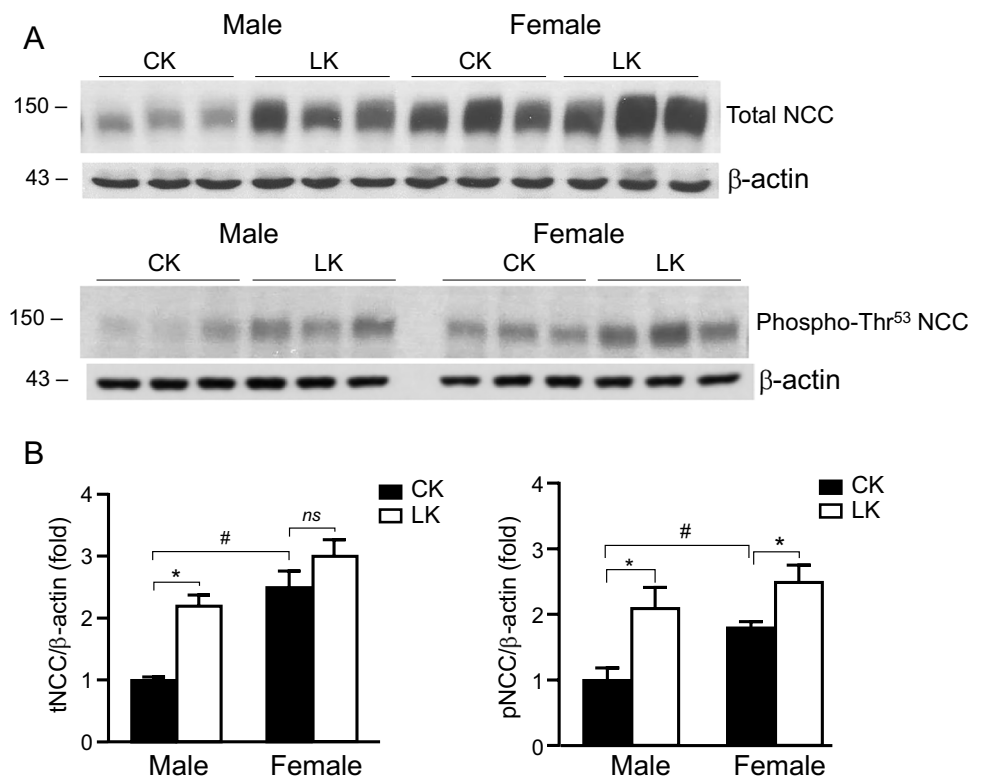 A
Male Female
CK LK CK LK
150 – Total NCC
43 – β-actin
Male Female
CK LK CK LK
150 – Phospho-Thr⁵³ NCC
43 – β-actin
B
tNCC/β-actin (fold)
4
3
2
1
0
# * ns
CK
LK
Male Female
pNCC/β-actin (fold)
4
3
2
1
0
# * *
CK
LK
Male Female